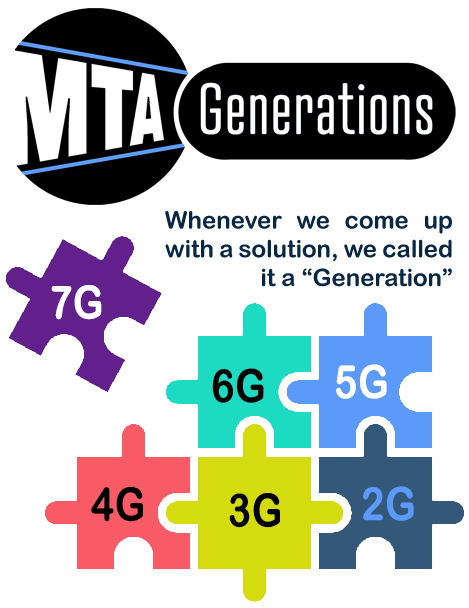 MTA Generations
Whenever we come up
with a solution, we called
it a “Generation”
7G
6G 5G
4G 3G 2G